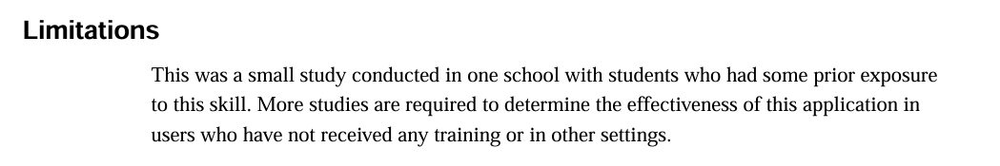 Limitations
This was a small study conducted in one school with students who had some prior exposure
to this skill. More studies are required to determine the effectiveness of this application in
users who have not received any training or in other settings.